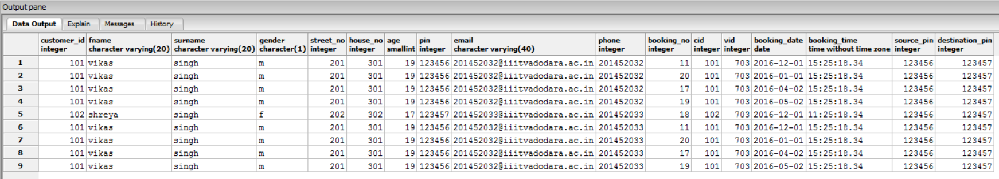 Output pane
Data Output Explain Messages History
customer_id fname surname gender street_no house_no age pin email phone booking_no cid vid booking_date booking_time source_pin destination_pin
integer character varying(20) character varying(20) character(1) integer integer smallint integer character varying(40) integer integer integer integer date time without time zone integer integer
1 101 vikas singh m 201 301 19 123456 201452032@iiitvadodara.ac.in 201452032 11 101 703 2016-12-01 15:25:18.34 123456 123457
2 101 vikas singh m 201 301 19 123456 201452032@iiitvadodara.ac.in 201452032 20 101 703 2016-01-01 15:25:18.34 123456 123457
3 101 vikas singh m 201 301 19 123456 201452032@iiitvadodara.ac.in 201452032 17 101 703 2016-04-02 15:25:18.34 123456 123457
4 101 vikas singh m 201 301 19 123456 201452032@iiitvadodara.ac.in 201452032 19 101 703 2016-05-02 15:25:18.34 123456 123457
5 102 shreya singh f 202 302 17 123457 201452033@iiitvadodara.ac.in 201452033 18 102 703 2016-12-01 11:25:18.34 123456 123457
6 101 vikas singh m 201 301 19 123456 201452032@iiitvadodara.ac.in 201452033 11 101 703 2016-12-01 15:25:18.34 123456 123457
7 101 vikas singh m 201 301 19 123456 201452032@iiitvadodara.ac.in 201452033 20 101 703 2016-01-01 15:25:18.34 123456 123457
8 101 vikas singh m 201 301 19 123456 201452032@iiitvadodara.ac.in 201452033 17 101 703 2016-04-02 15:25:18.34 123456 123457
9 101 vikas singh m 201 301 19 123456 201452032@iiitvadodara.ac.in 201452033 19 101 703 2016-05-02 15:25:18.34 123456 123457